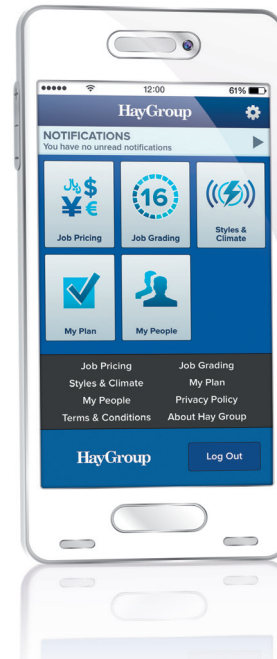 12:00 61%
HayGroup
NOTIFICATIONS
You have no unread notifications
﷼ $
¥ €
16
Job Pricing Job Grading Styles &
Climate
My Plan My People
Job Pricing Job Grading
Styles & Climate My Plan
My People Privacy Policy
Terms & Conditions About Hay Group
HayGroup Log Out